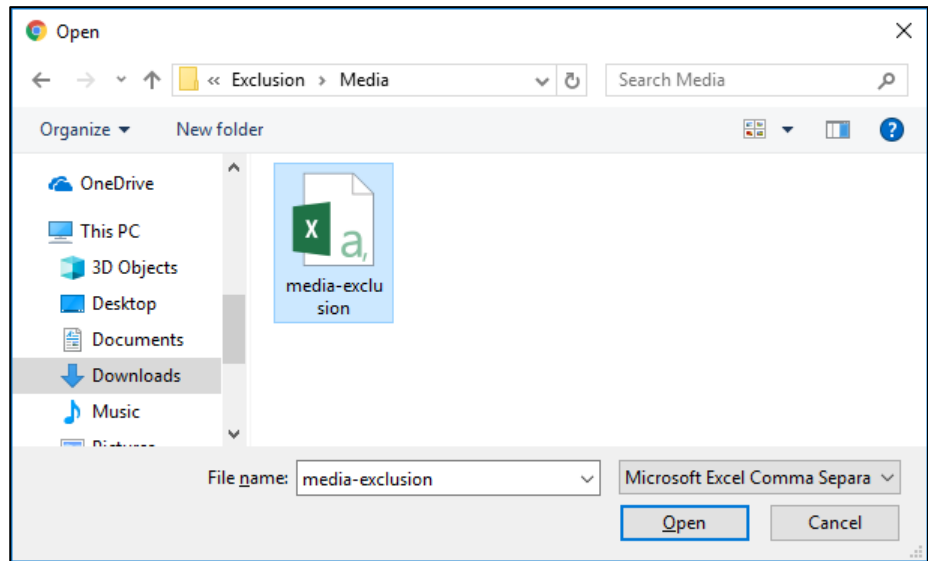 Open
« Exclusion > Media
Search Media
Organize
New folder
OneDrive
This PC
3D Objects
Desktop
Documents
Downloads
Music
media-exclu
sion
File name: media-exclusion
Microsoft Excel Comma Separa
Open
Cancel